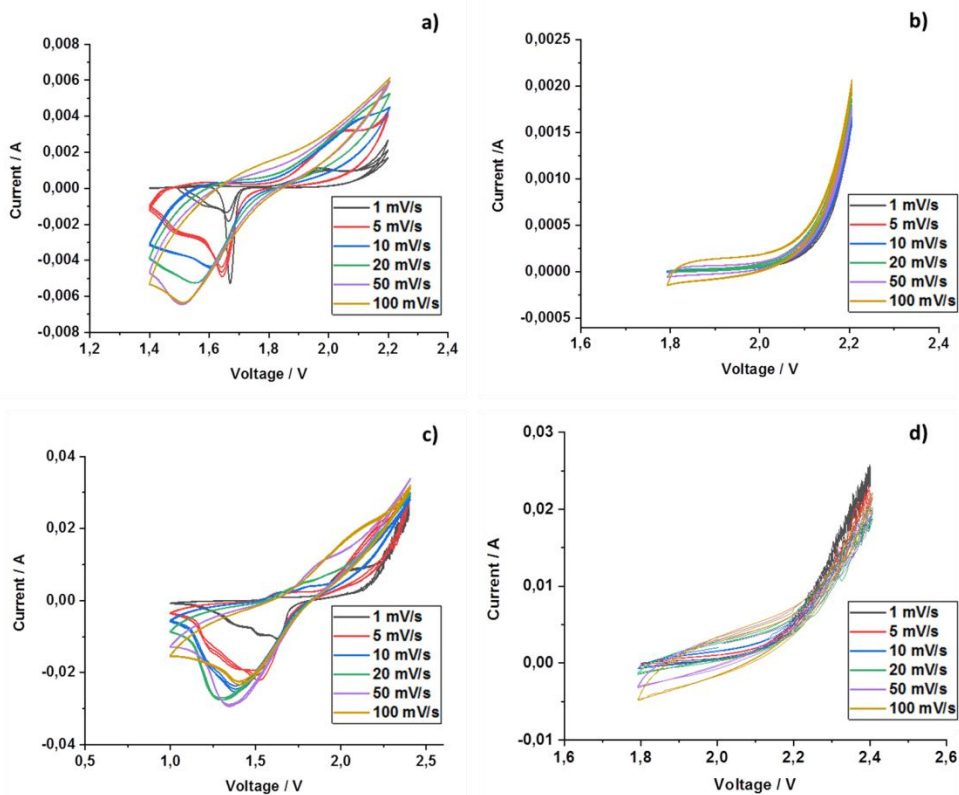 a)
0,008
0,006
0,004
0,002
0,000
-0,002
-0,004
-0,006
-0,008
Current / A
1,2
1,4
1,6
1,8
2,0
2,2
2,4
Voltage / V
1 mV/s
5 mV/s
10 mV/s
20 mV/s
50 mV/s
100 mV/s
b)
0,0025
0,0020
0,0015
0,0010
0,0005
0,0000
-0,0005
Current /A
1,6
1,8
2,0
2,2
2,4
Voltage / V
1 mV/s
5 mV/s
10 mV/s
20 mV/s
50 mV/s
100 mV/s
c)
0,04
0,02
0,00
-0,02
-0,04
Current / A
0,5
1,0
1,5
2,0
2,5
Voltage / V
1 mV/s
5 mV/s
10 mV/s
20 mV/s
50 mV/s
100 mV/s
d)
0,03
0,02
0,01
0,00
-0,01
Current / A
1,6
1,8
2,0
2,2
2,4
2,6
Voltage / V
1 mV/s
5 mV/s
10 mV/s
20 mV/s
50 mV/s
100 mV/s